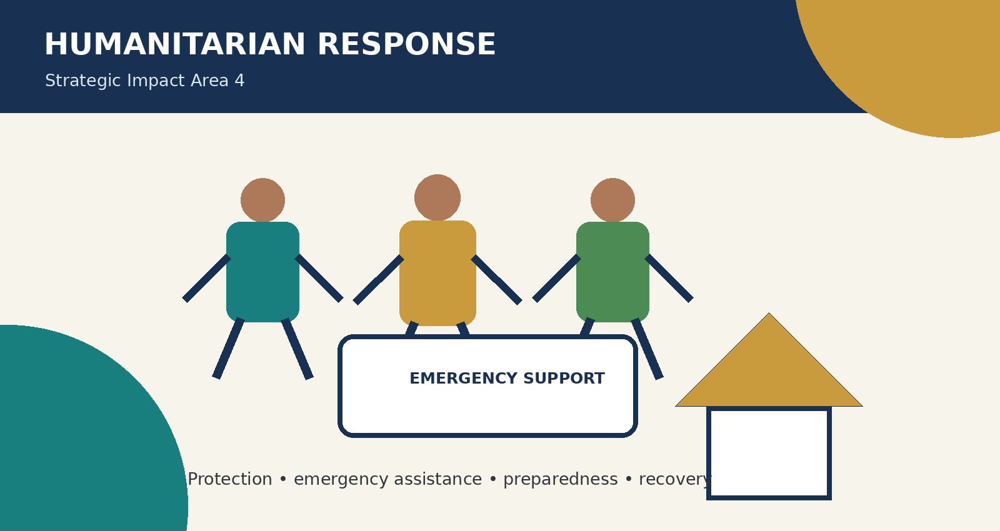 HUMANITARIAN RESPONSE
Strategic Impact Area 4
EMERGENCY SUPPORT
Protection • emergency assistance • preparedness • recovery